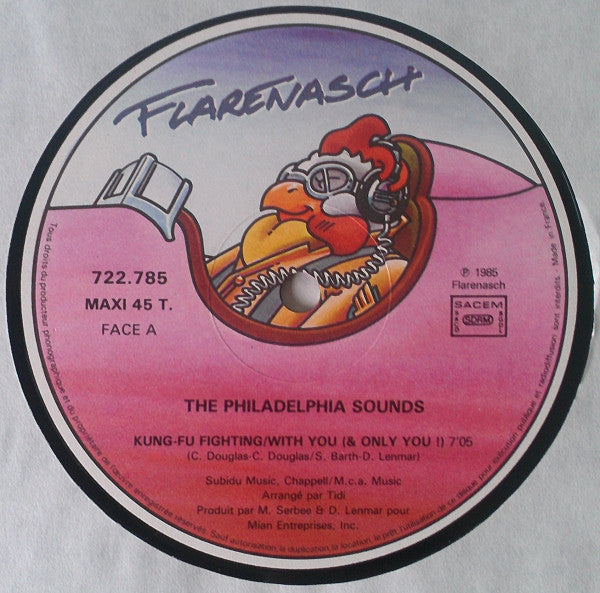 FLARENASCH
722.785
MAXI 45 T.
FACE A
℗ 1985
Flarenasch
SACEM
SDRM
THE PHILADELPHIA SOUNDS
KUNG-FU FIGHTING/WITH YOU (& ONLY YOU !) 7'05
(C. Douglas-C. Douglas/S. Barth-D. Lenmar)
Subidu Music, Chappell/M.c.a. Music
Arrangé par Tidi
Produit par M. Serbee & D. Lenmar pour
Mian Entreprises, Inc.
Tous droits du producteur phonographique et du propriétaire de l'œuvre enregistrée réservés. Sauf autorisation, la duplication, la location, le prêt, l'utilisation de ce disque, pour exécution publique et radiodiffusion sont interdits. Made in France